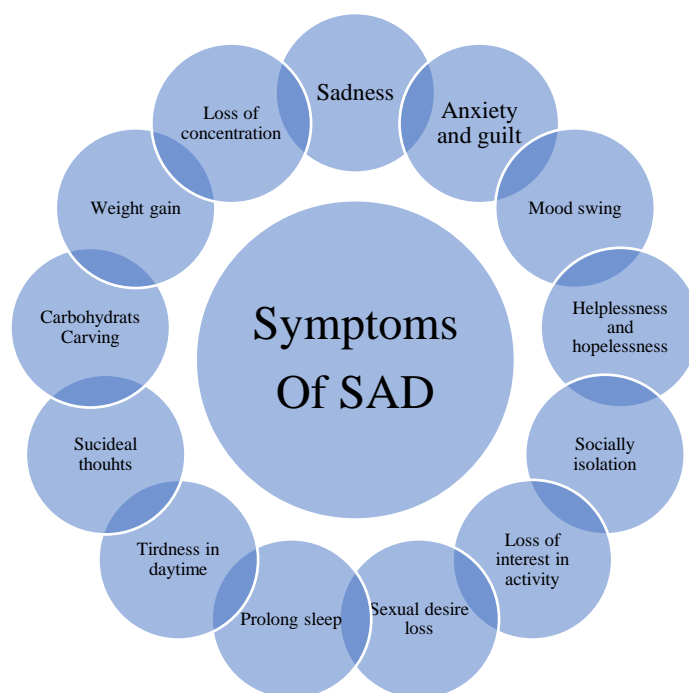 Symptoms
Of SAD
Sadness
Anxiety
and guilt
Mood swing
Helplessness
and
hopelessness
Socially
isolation
Loss of
interest in
activity
Sexual desire
loss
Prolong sleep
Tirdness in
daytime
Sucideal
thouhts
Carbohydrats
Carving
Weight gain
Loss of
concentration